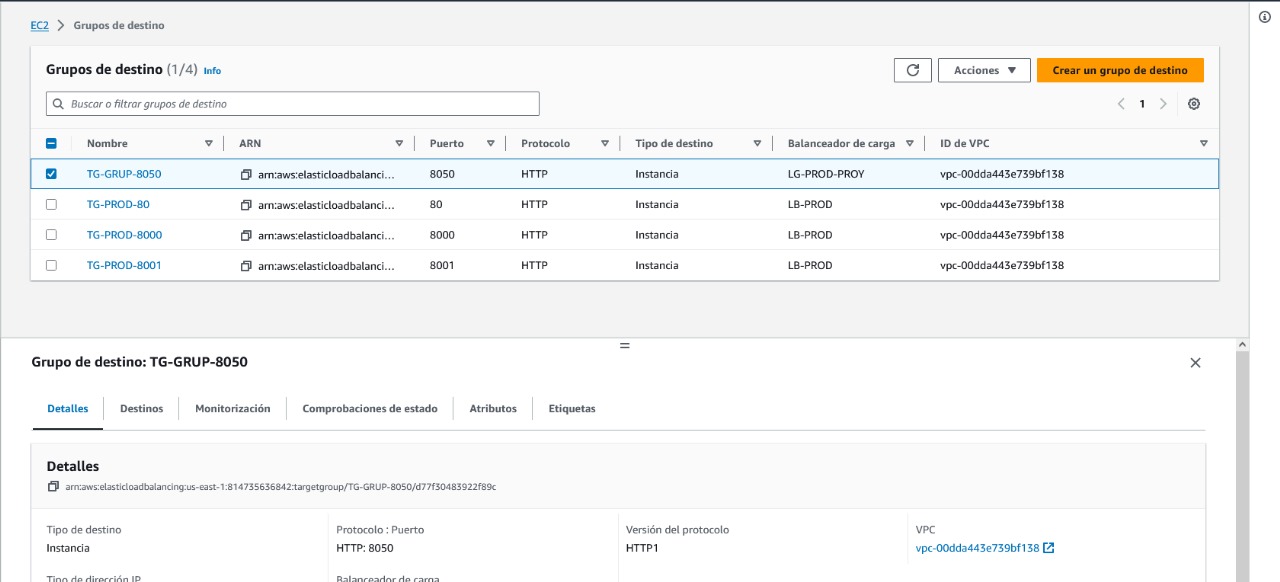 EC2 > Grupos de destino
Grupos de destino (1/4) Info
Acciones
Crear un grupo de destino
Buscar o filtrar grupos de destino
1
Nombre ARN Puerto Protocolo Tipo de destino Balanceador de carga ID de VPC
TG-GRUP-8050 arn:aws:elasticloadbalanci... 8050 HTTP Instancia LG-PROD-PROY vpc-00dda443e739bf138
TG-PROD-80 arn:aws:elasticloadbalanci... 80 HTTP Instancia LB-PROD vpc-00dda443e739bf138
TG-PROD-8000 arn:aws:elasticloadbalanci... 8000 HTTP Instancia LB-PROD vpc-00dda443e739bf138
TG-PROD-8001 arn:aws:elasticloadbalanci... 8001 HTTP Instancia LB-PROD vpc-00dda443e739bf138
Grupo de destino: TG-GRUP-8050
Detalles Destinos Monitorización Comprobaciones de estado Atributos Etiquetas
Detalles
arn:aws:elasticloadbalancing:us-east-1:814735636842:targetgroup/TG-GRUP-8050/d77f30483922f89c
Tipo de destino Protocolo : Puerto Versión del protocolo VPC
Instancia HTTP: 8050 HTTP1 vpc-00dda443e739bf138
Tipo de dirección IP Balanceador de carga